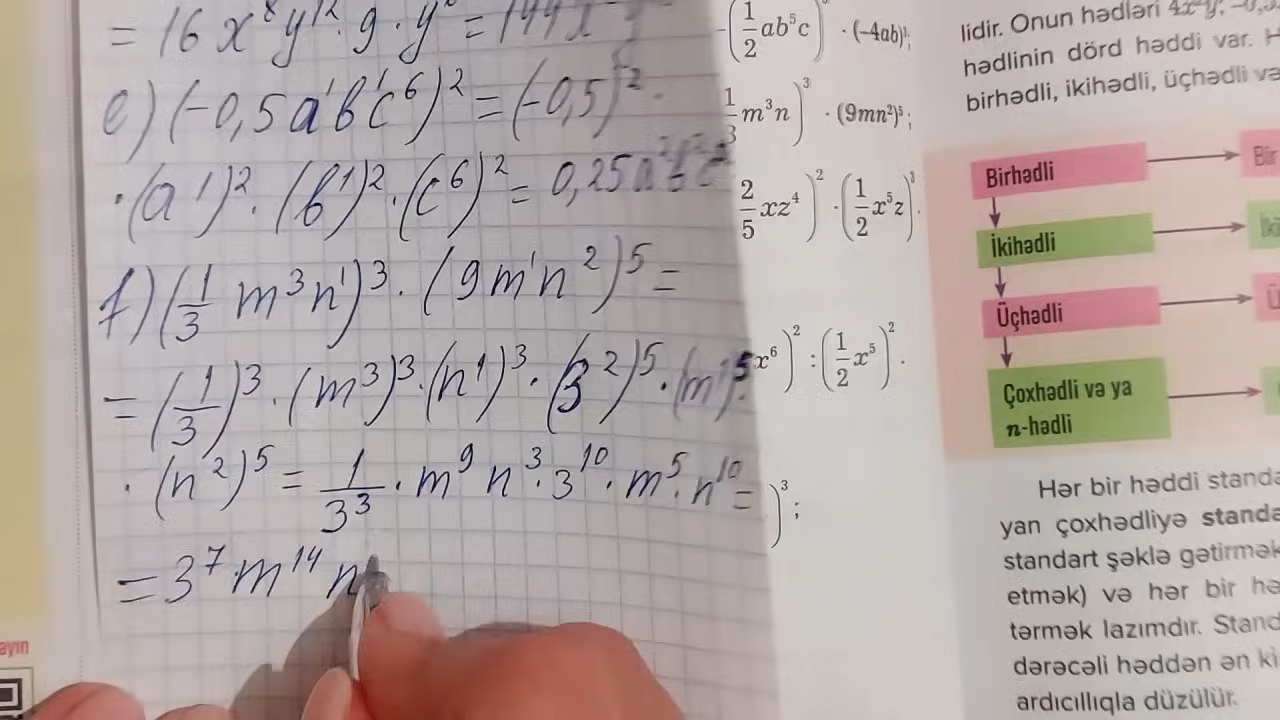 = 16 x⁸ y¹² · 9 · y
e) (-0,5 a¹b¹c⁶)² = (-0,5)² ·
· (a¹)² · (b¹)² · (c⁶)² = 0,25
f) (1/3 m³n¹)³ · (9m¹n²)⁵ =
= (1/3)³ · (m³)³ · (n¹)³ · (3²)⁵ · (m¹)⁵ ·
· (n²)⁵ = 1/3³ · m⁹ n³ · 3¹⁰ · m⁵ · n¹⁰ =
= 3⁷ m¹⁴ n
-(1/2 ab⁵c) · (-4ab)³;
1/3 m³n)³ · (9mn²)⁵;
2/5 xz⁴)² · (1/2 x⁵z)³.
x⁶)² : (1/2 x⁵)².
)³;
lidir. Onun hədləri 4x²y;
hədlinin dörd həddi var.
birhədli, ikihədli, üçhədli və
Birhədli
Bir
İkihədli
İki
Üçhədli
Çoxhədli və ya
n-hədli
Hər bir həddi standa
yan çoxhədliyə standa
standart şəklə gətirmək
etmək) və hər bir hə
tərmək lazımdır. Stand
dərəcəli həddən ən ki
ardıcıllıqla düzülür.
ayın